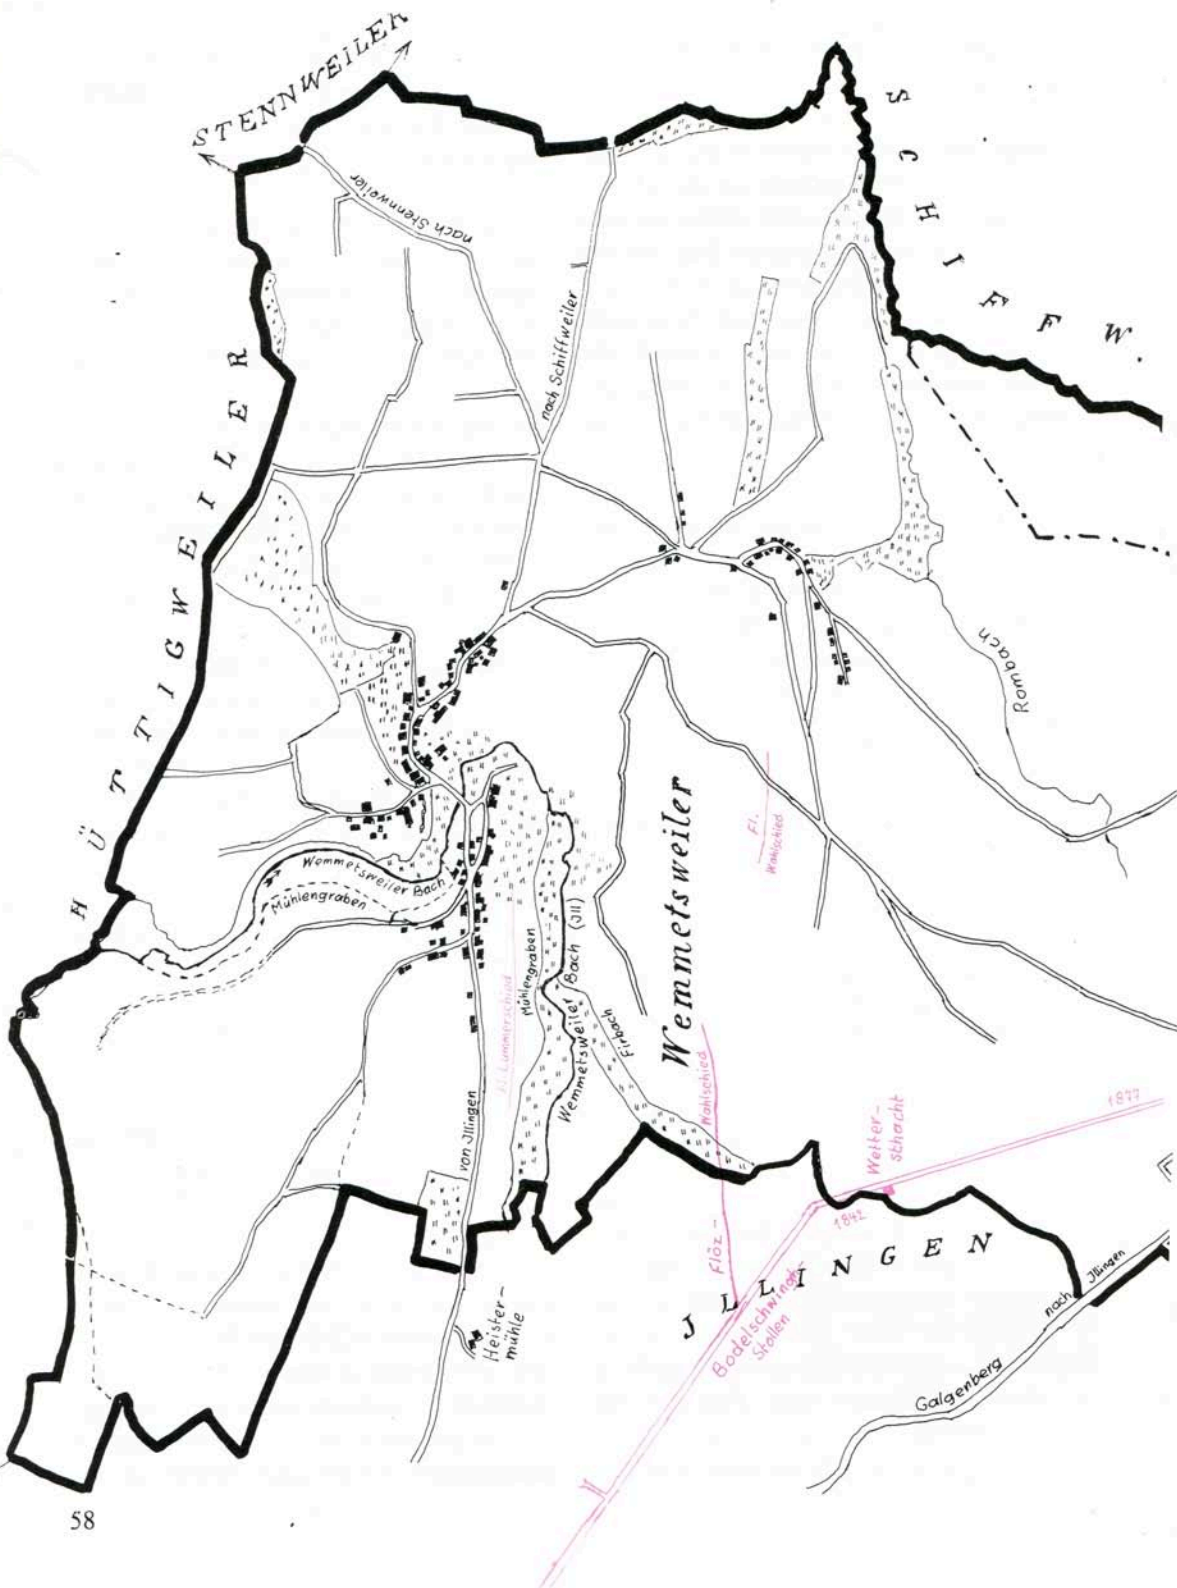 STENNWEILER
SCHIFFW.
nach Stennweiler
nach Schiffweiler
HÜTTIGWEILER
Rombach
Wemmetsweiler
Fl.
Wahlschied
Wemmetsweiler Bach
Mühlengraben
Fl. Lummerschied
Mühlengraben
Wemmetsweiler Bach (Jll)
Firbach
von Jllingen
Flöz - Wahlschied
Wetter-
schacht
1877
1842
JLLINGEN
Bodelschwingh-
Stollen
Heister-
mühle
Galgenberg
nach Jllingen
58